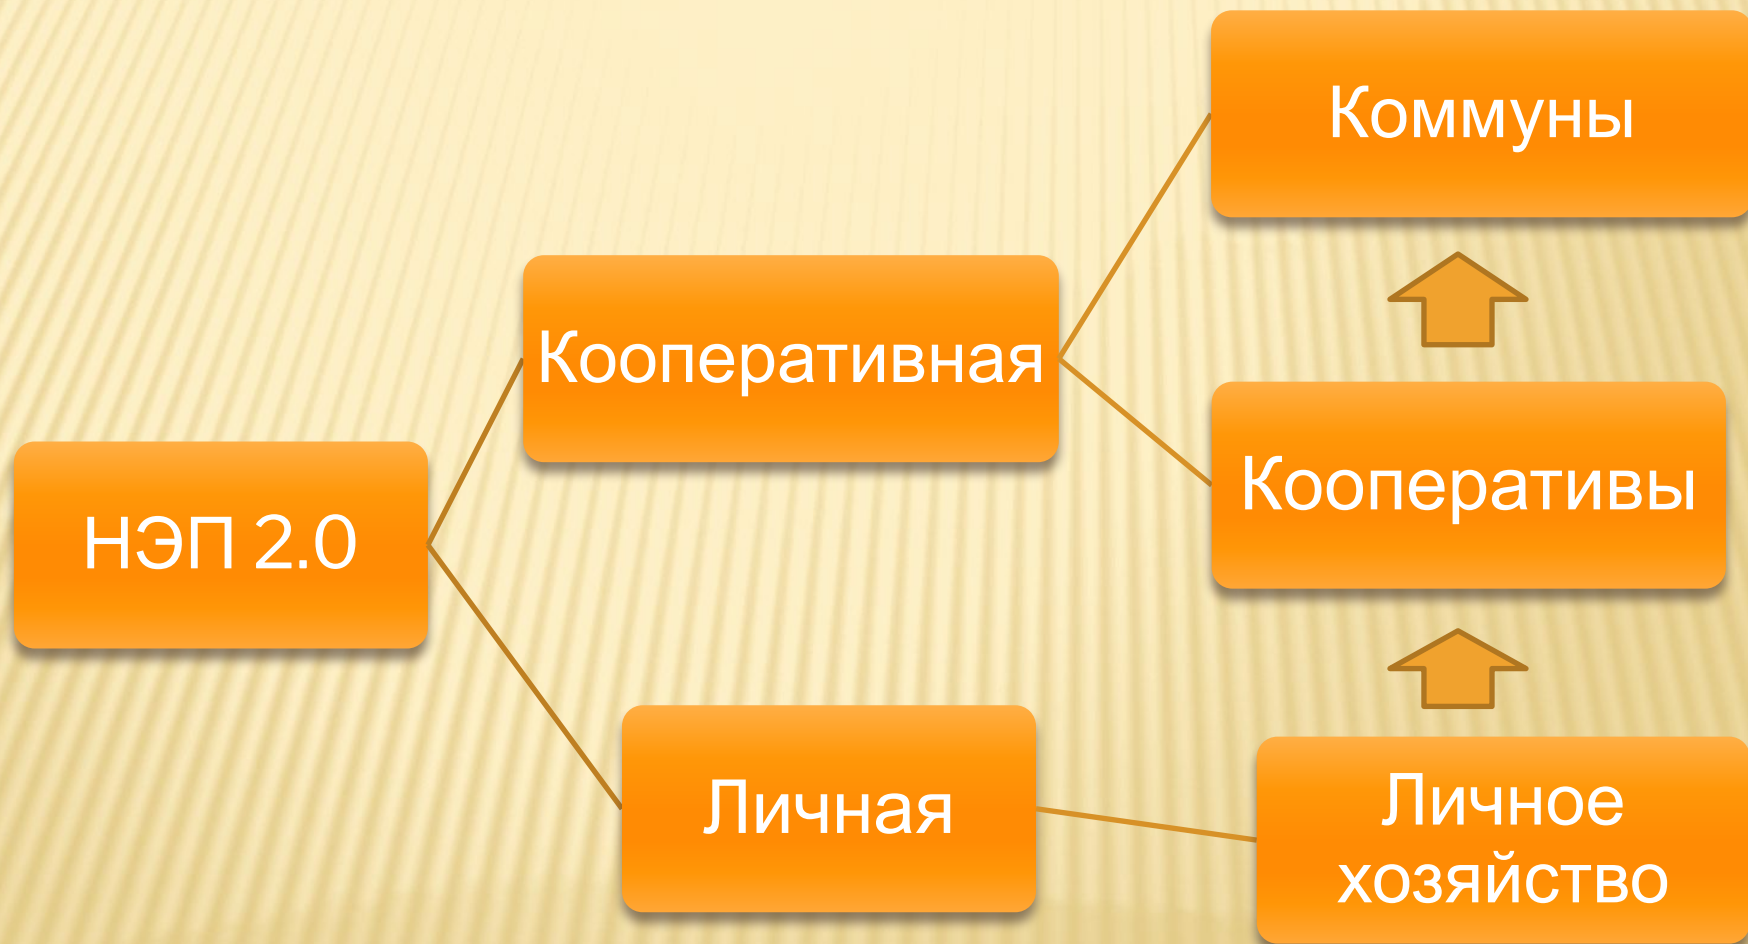 Коммуны
Кооперативная
Кооперативы
НЭП 2.0
Личная
Личное
хозяйство